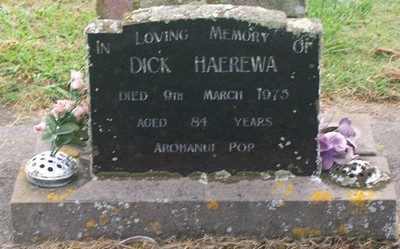 In Loving Memory Of
DICK HAEREWA
DIED 9TH MARCH 1975
AGED 84 YEARS
AROHANUI POP